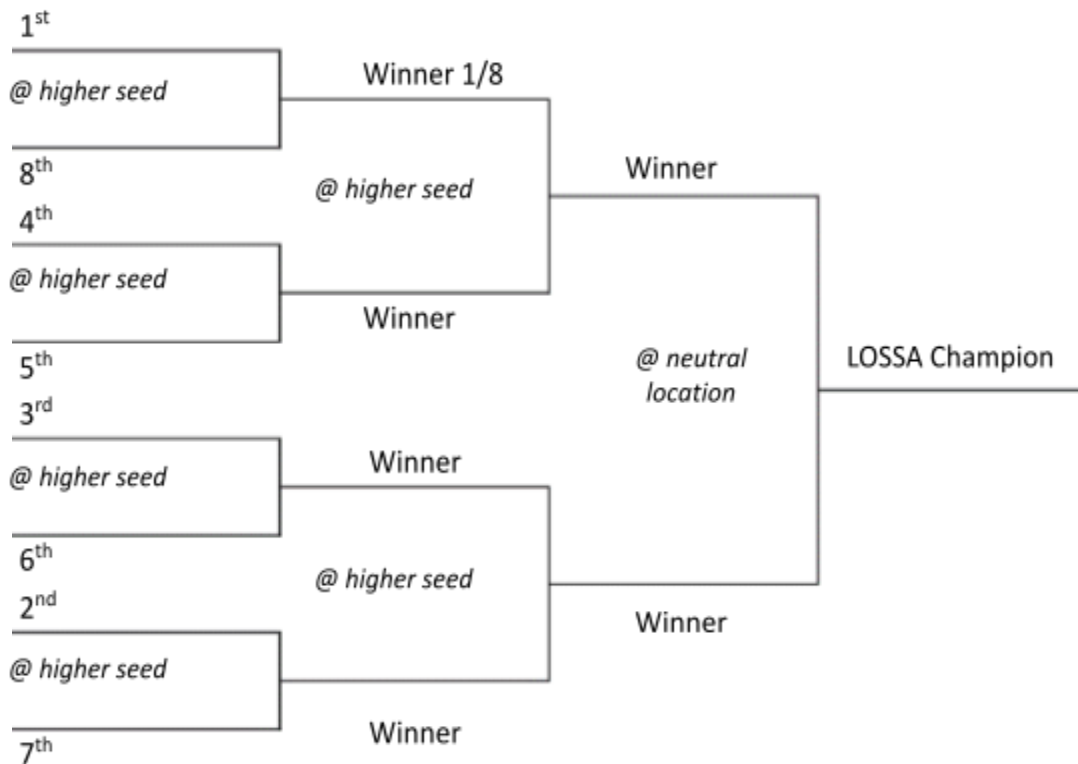 1st
@ higher seed
8th
4th
@ higher seed
5th
3rd
@ higher seed
6th
2nd
@ higher seed
7th
Winner 1/8
@ higher seed
Winner
Winner
@ higher seed
Winner
Winner
@ neutral
location
Winner
LOSSA Champion